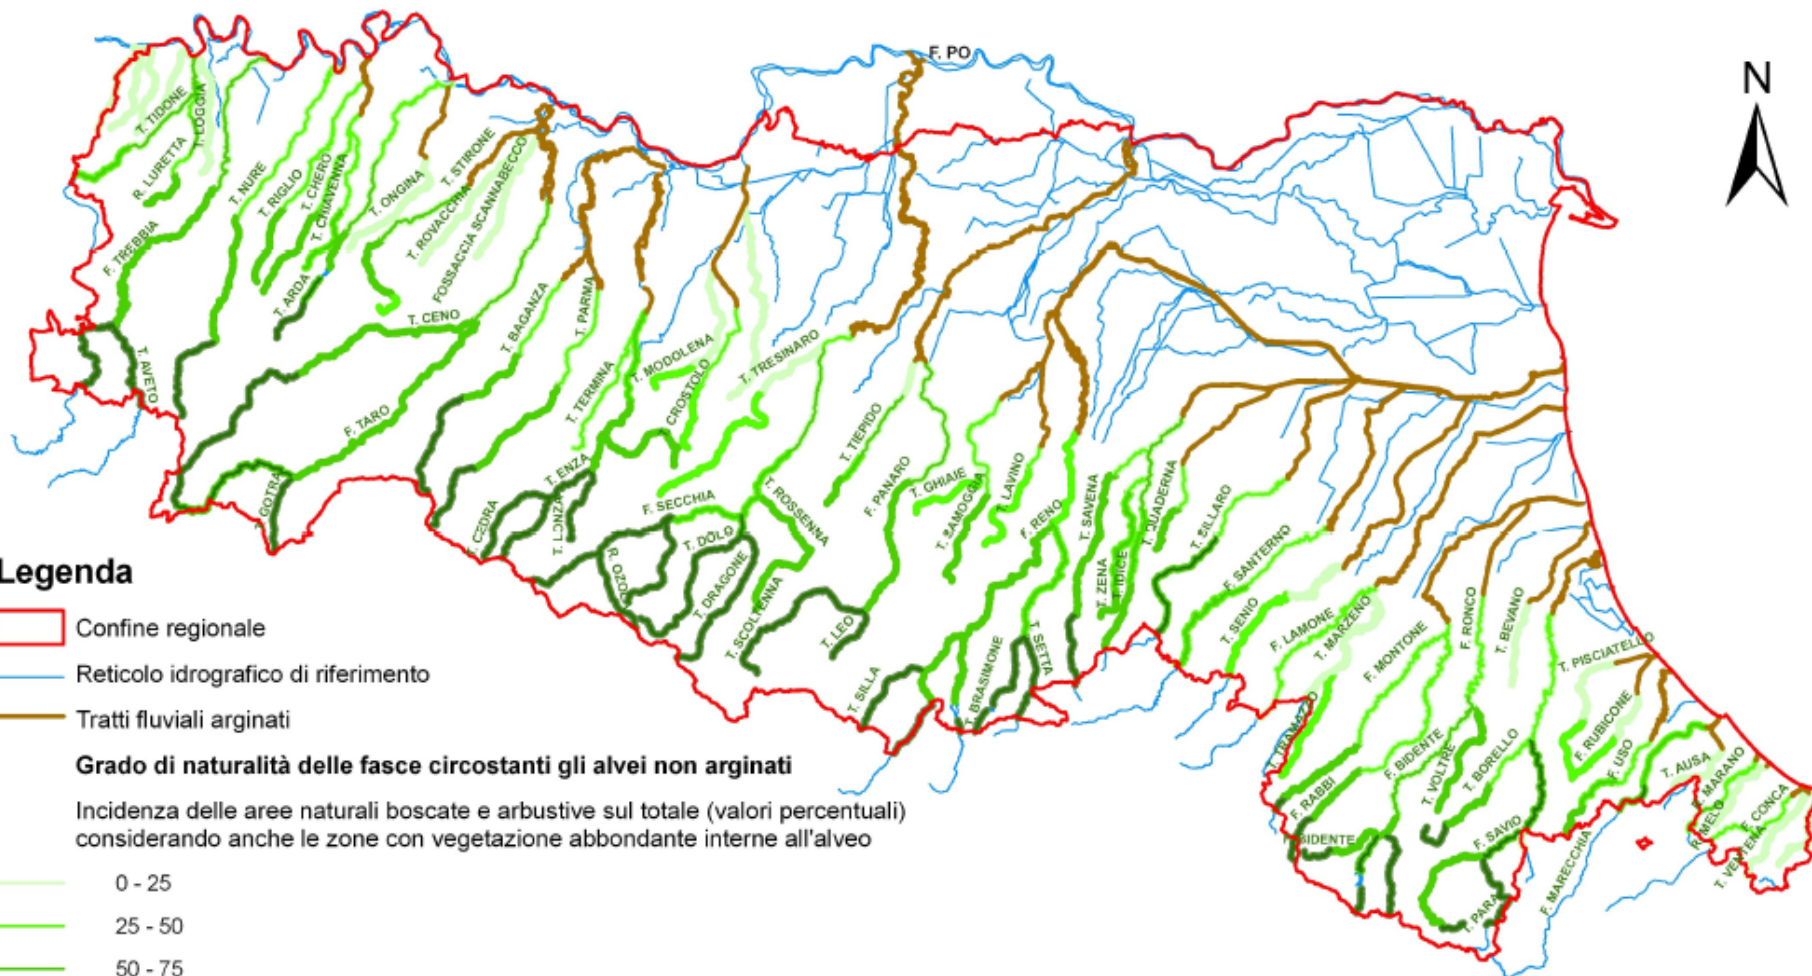 F. PO
N
T. TIDONE
T. LOGGIA
R. LURETTA
F. TREBBIA
T. NURE
T. RIGLIO
T. CHERO
T. CHIAVENNA
T. ARDA
T. ONGINA
T. STIRONE
T. ROVACCHIA
FOSSACCIA SCANNABECCO
T. CENO
T. AVETO
F. TARO
T. GOTRA
T. BAGANZA
T. PARMA
T. TERMINA
T. MODOLENA
T. CROSTOLO
T. TRESINARO
T. ENZA
T. CEDRA
T. LONZA
F. SECCHIA
T. DOLO
R. OZOLA
T. DRAGONE
T. ROSSENNA
T. SCOLTENNA
T. LEO
T. TIEPIDO
F. PANARO
T. GHIAIE
T. SAMOGGIA
T. LAVINO
F. RENO
T. SAVENA
T. ZENA
T. IDICE
T. QUADERNA
T. SILLARO
F. SANTERNO
T. SENIO
F. LAMONE
T. MARZENO
T. SILLA
T. BRASIMONE
T. SETTA
F. MONTONE
F. RONCO
T. BEVANO
T. PISCIATELLO
T. TRAMAZZO
F. RABBI
F. BIDENTE
T. VOLTRE
T. BORELLO
F. RUBICONE
F. USO
T. AUSA
T. MARANO
R. MELO
F. CONCA
T. VENTENA
BIDENTE
F. SAVIO
F. MARECCHIA
T. PARA
Legenda
Confine regionale
Reticolo idrografico di riferimento
Tratti fluviali arginati
Grado di naturalità delle fasce circostanti gli alvei non arginati
Incidenza delle aree naturali boscate e arbustive sul totale (valori percentuali)
considerando anche le zone con vegetazione abbondante interne all'alveo
0 - 25
25 - 50
50 - 75